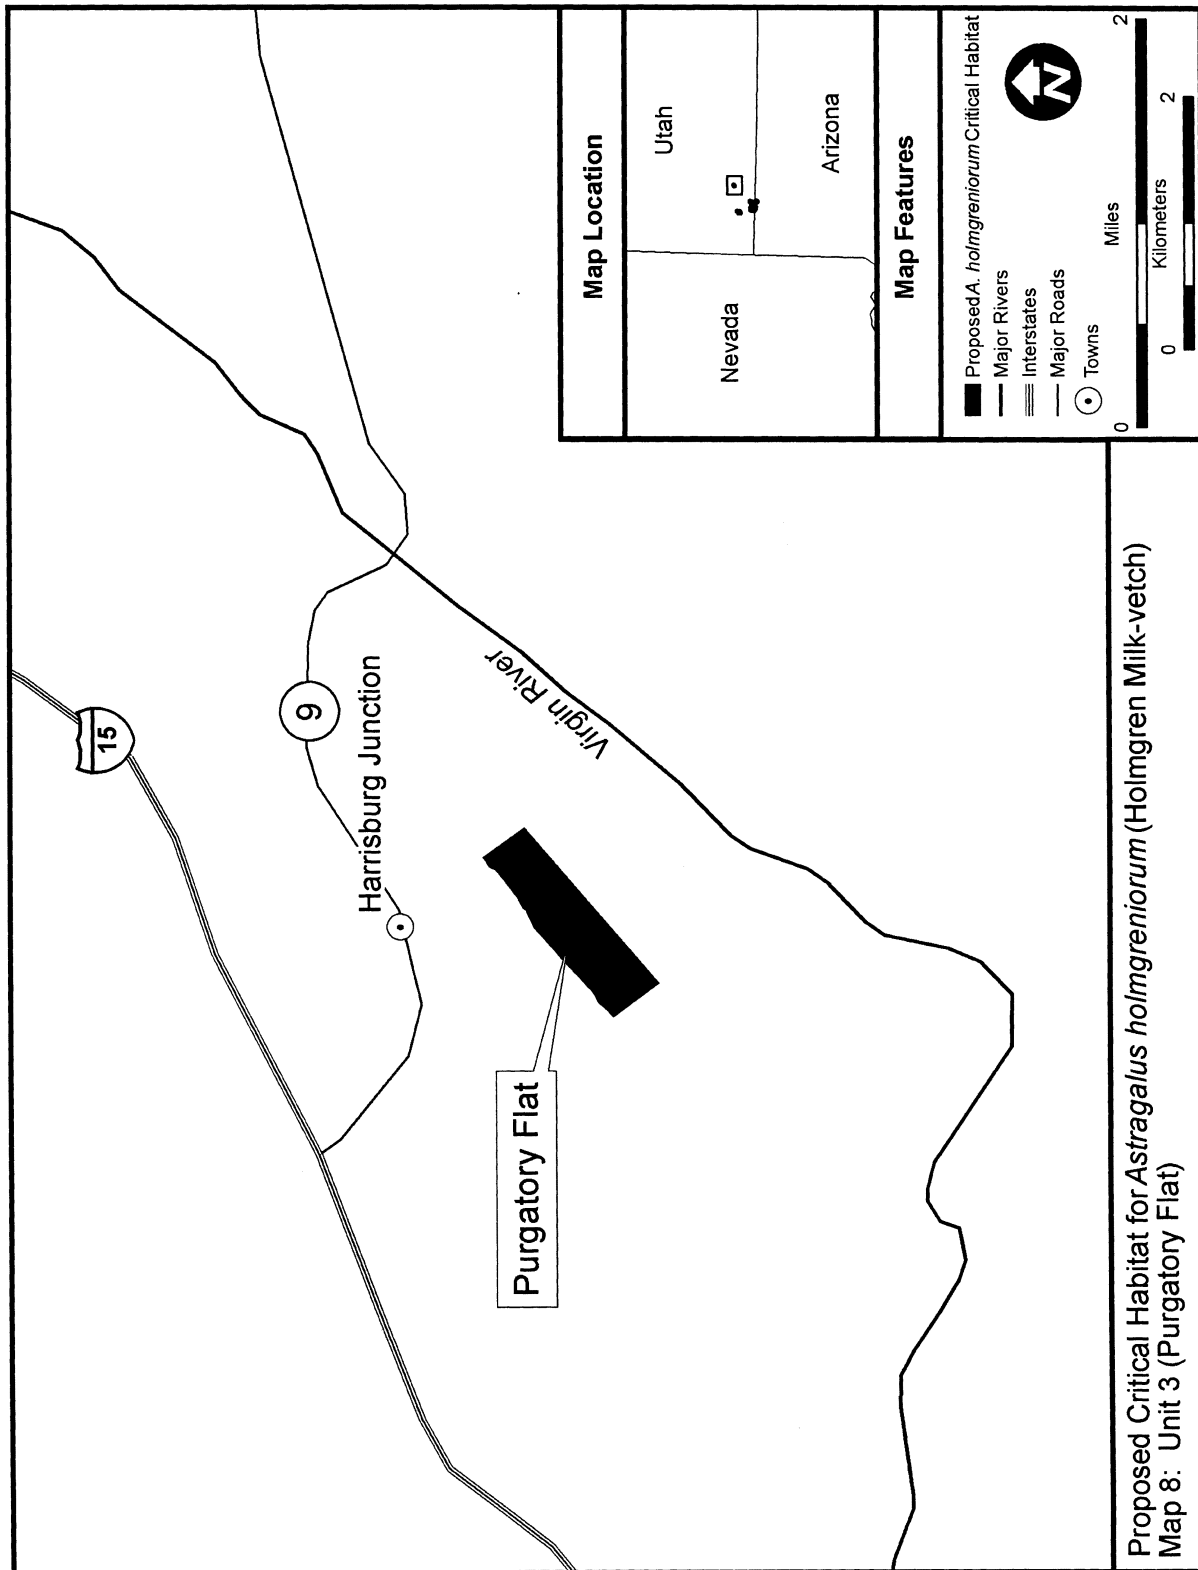 15
9
Harrisburg Junction
Virgin River
Purgatory Flat
Map Location
Utah
Nevada
Arizona
Map Features
Proposed A. holmgreniorum Critical Habitat
Major Rivers
Interstates
Major Roads
Towns
N
Miles
0 2
Kilometers
0 2
Proposed Critical Habitat for Astragalus holmgreniorum (Holmgren Milk-vetch)
Map 8: Unit 3 (Purgatory Flat)